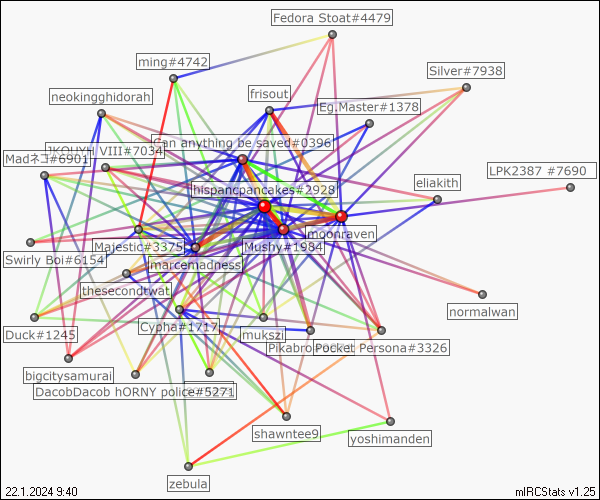 Fedora Stoat#4479
ming#4742
Silver#7938
neokingghidorah
frisout
Eg.Master#1378
Can anything be saved#0396
VIII#7034
Madネコ#6901
LPK2387 #7690
eliakith
hispancpancakes#2928
moonraven
Majestic#3375
Mushy#1984
Swirly Boi#6154
marcemadness
thesecondtwat
normalwan
Cypha#1717
Duck#1245
mukszi
Pocket Persona#3326
bigcitysamurai
DacobDacob hORNY police#5271
shawntee9
yoshimanden
zebula
22.1.2024 9:40
mIRCStats v1.25